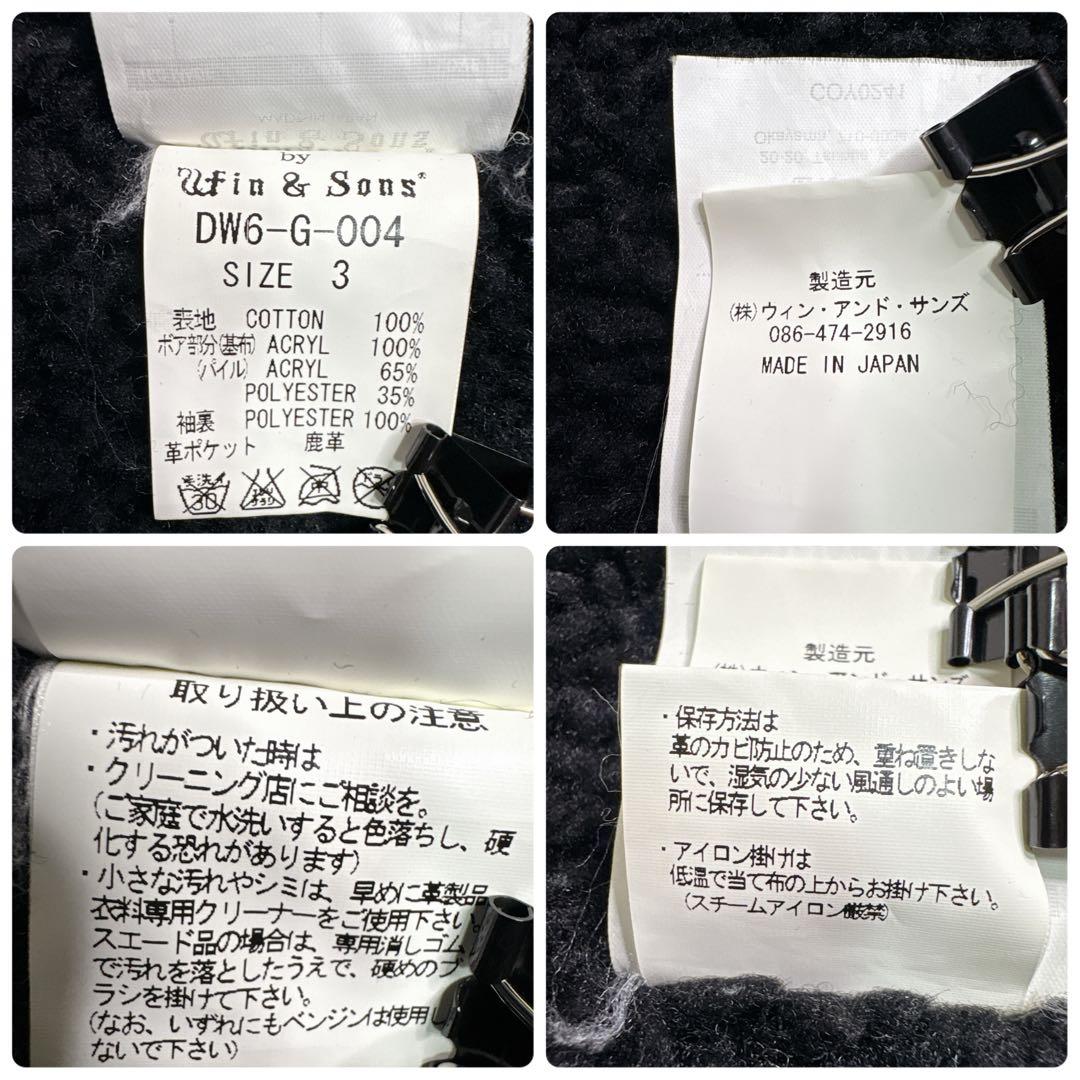 by
Win & Sons
DW6-G-004
SIZE 3
表地 COTTON 100%
ボア部分(基布) ACRYL 100%
(パイル) ACRYL 65%
POLYESTER 35%
袖裏 POLYESTER 100%
革ポケット 鹿革
手洗イ
30
COY0241
製造元
(株)ウィン・アンド・サンズ
086-474-2916
MADE IN JAPAN
取り扱い上の注意
・汚れがついた時は
・クリーニング店にご相談を。
(ご家庭で水洗いすると色落ちし、硬
化する恐れがあります)
・小さな汚れやシミは、早めに革製品
衣料専用クリーナーをご使用下さい。
スエード品の場合は、専用消しゴム
で汚れを落としたうえで、硬めのブ
ラシを掛けて下さい。
(なお、いずれにもベンジンは使用し
ないで下さい)
製造元
・保存方法は
革のカビ防止のため、重ね置きしな
いで、湿気の少ない風通しのよい場
所に保存して下さい。
・アイロン掛けは
低温で当て布の上からお掛け下さい。
(スチームアイロン厳禁)